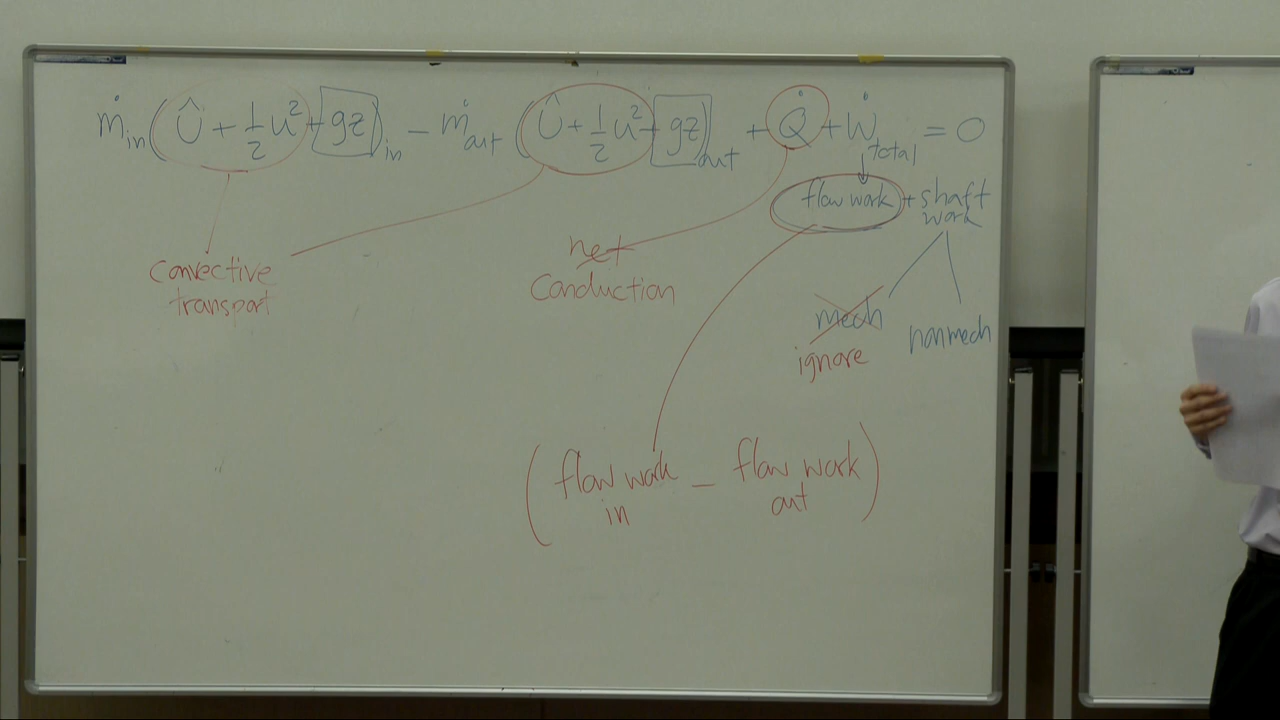 ṁin(Û + ½u² + gz)in − ṁout(Û + ½u² + gz)out + Q̇ + Ẇtotal = 0
flow work + shaft work
convective transport
net
conduction
mech
nonmech
ignore
(flow work in − flow work out)